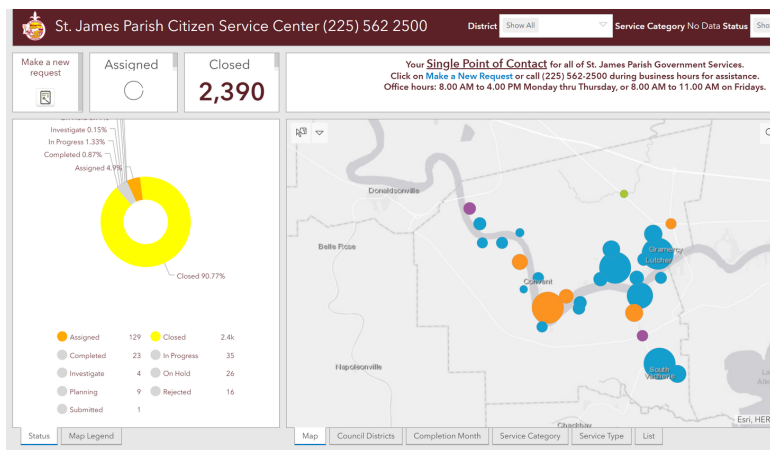 St. James Parish Citizen Service Center (225) 562 2500
District
Show All
Service Category No Data Status
Make a new
request
Assigned
Closed
2,390
Your Single Point of Contact for all of St. James Parish Government Services.
Click on Make a New Request or call (225) 562-2500 during business hours for assistance.
Office hours: 8.00 AM to 4.00 PM Monday thru Thursday, or 8.00 AM to 11.00 AM on Fridays.
Investigate 0.15%
In Progress 1.33%
Completed 0.87%
Assigned 4.9%
Closed 90.77%
Assigned 129 Closed 2.4k
Completed 23 In Progress 35
Investigate 4 On Hold 26
Planning 9 Rejected 16
Submitted 1
Donaldsonville
Belle Rose
Gramercy
Lutcher
Convent
Napoleonville
South
Vacherie
Chackbay
Esri, HER
Status Map Legend
Map Council Districts Completion Month Service Category Service Type List